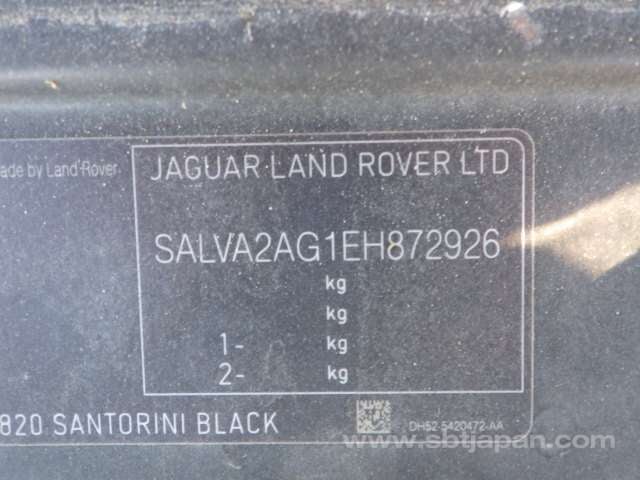 ade by Land-Rover
JAGUAR LAND ROVER LTD
SALVA2AG1EH872926
kg
kg
1- kg
2- kg
820 SANTORINI BLACK
DH52-5420472-AA
www.sbtjapan.com